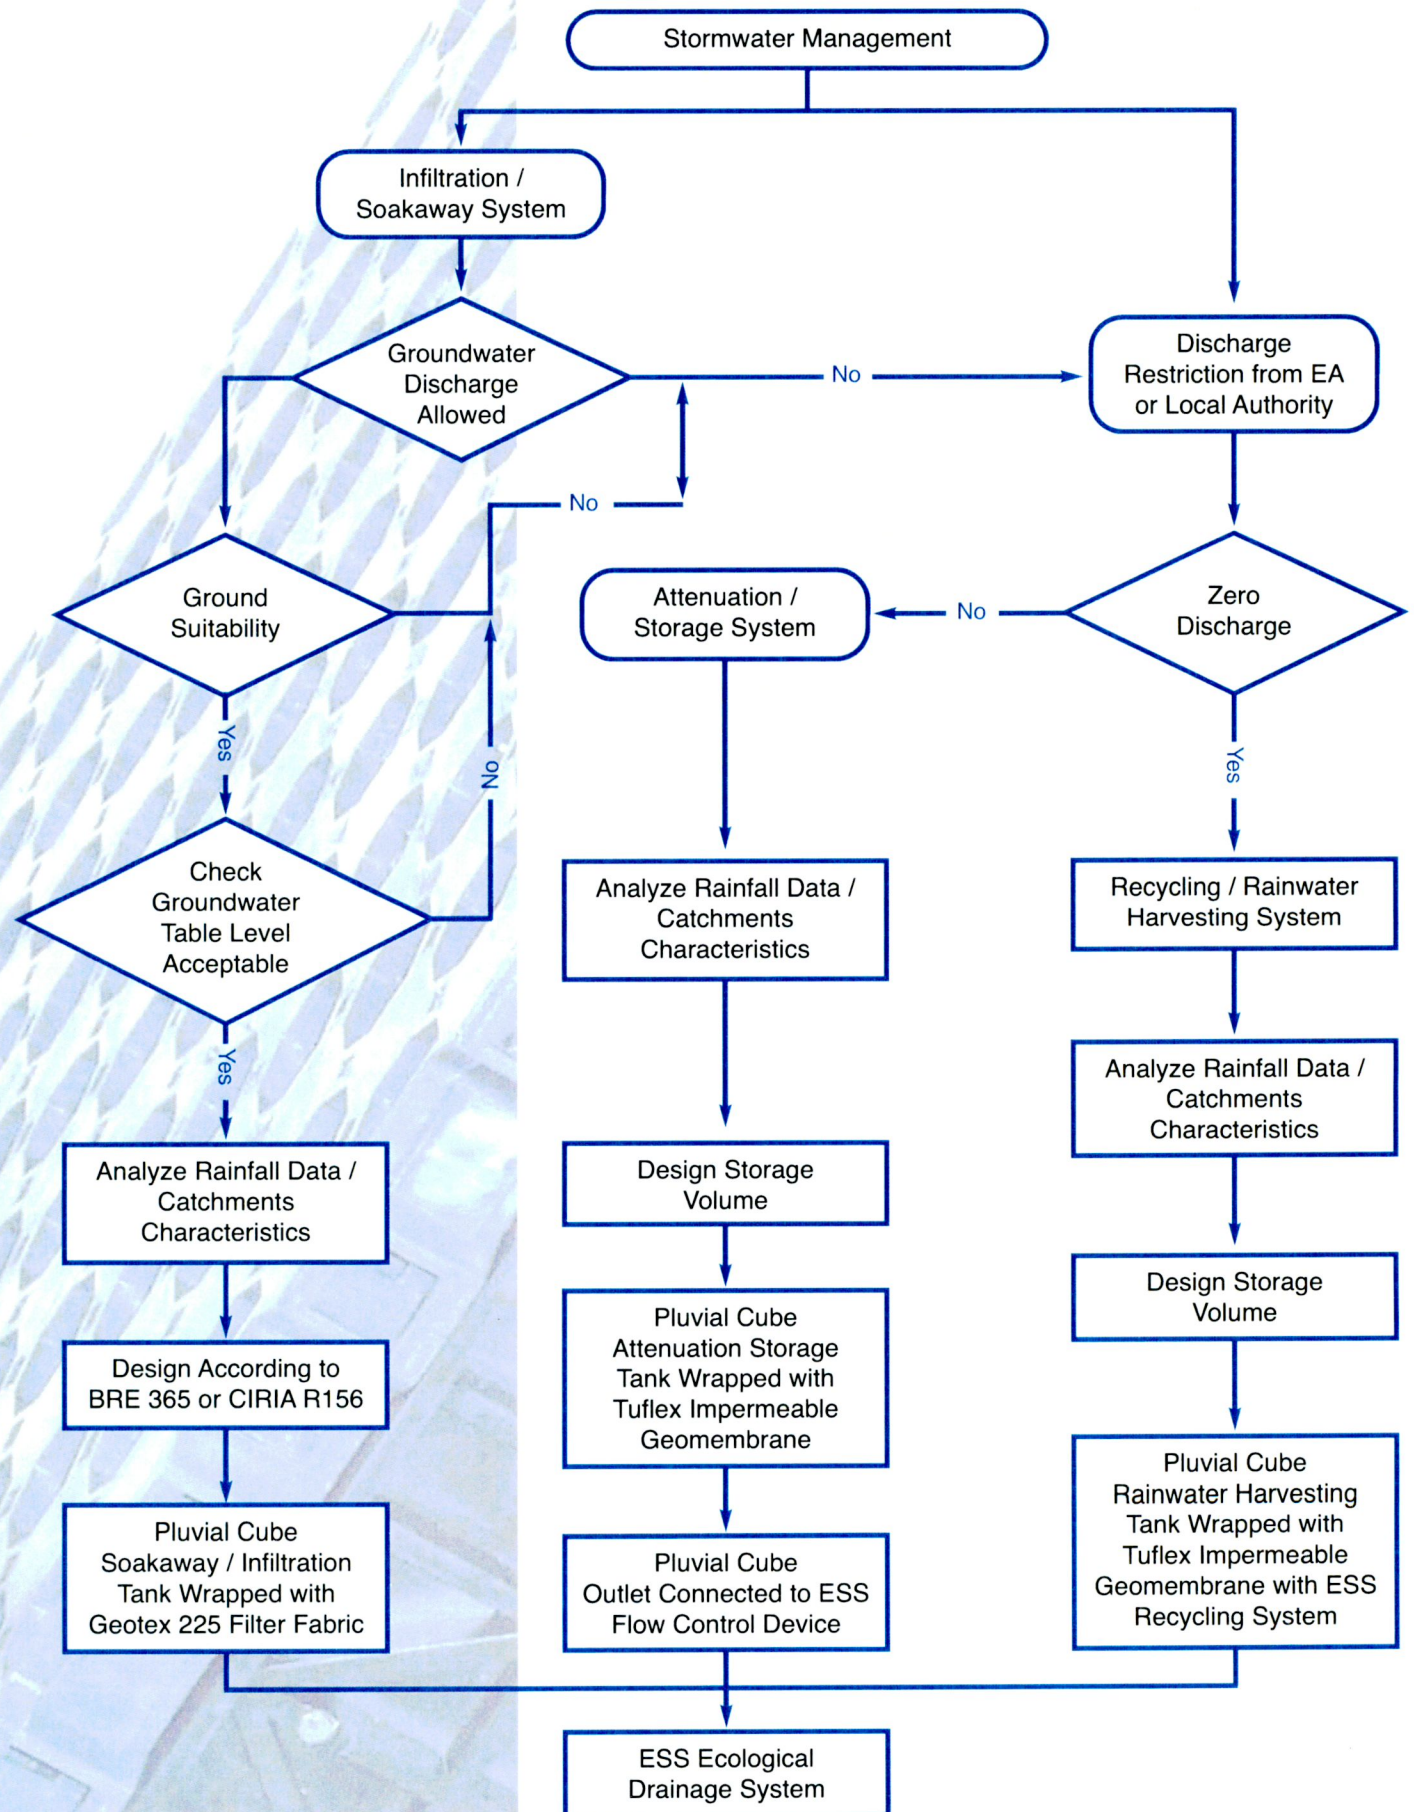 Stormwater Management
Infiltration /
Soakaway System
Groundwater
Discharge
Allowed
No
Discharge
Restriction from EA
or Local Authority
No
Ground
Suitability
Attenuation /
Storage System
No
Zero
Discharge
Yes
No
Yes
Check
Groundwater
Table Level
Acceptable
Analyze Rainfall Data /
Catchments
Characteristics
Recycling / Rainwater
Harvesting System
Yes
Analyze Rainfall Data /
Catchments
Characteristics
Analyze Rainfall Data /
Catchments
Characteristics
Design Storage
Volume
Design Storage
Volume
Design According to
BRE 365 or CIRIA R156
Pluvial Cube
Attenuation Storage
Tank Wrapped with
Tuflex Impermeable
Geomembrane
Pluvial Cube
Rainwater Harvesting
Tank Wrapped with
Tuflex Impermeable
Geomembrane with ESS
Recycling System
Pluvial Cube
Soakaway / Infiltration
Tank Wrapped with
Geotex 225 Filter Fabric
Pluvial Cube
Outlet Connected to ESS
Flow Control Device
ESS Ecological
Drainage System